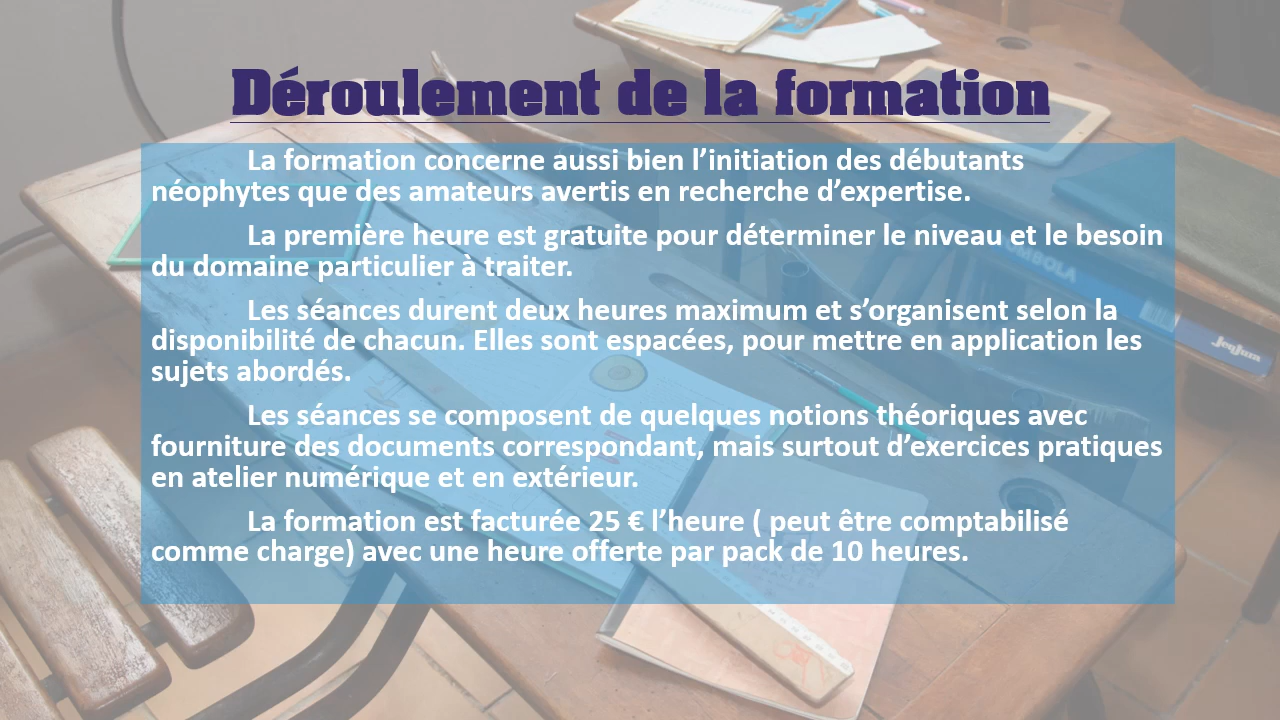 Déroulement de la formation
La formation concerne aussi bien l’initiation des débutants
néophytes que des amateurs avertis en recherche d’expertise.
La première heure est gratuite pour déterminer le niveau et le besoin
du domaine particulier à traiter.
Les séances durent deux heures maximum et s’organisent selon la
disponibilité de chacun. Elles sont espacées, pour mettre en application les
sujets abordés.
Les séances se composent de quelques notions théoriques avec
fourniture des documents correspondant, mais surtout d’exercices pratiques
en atelier numérique et en extérieur.
La formation est facturée 25 € l’heure ( peut être comptabilisé
comme charge) avec une heure offerte par pack de 10 heures.